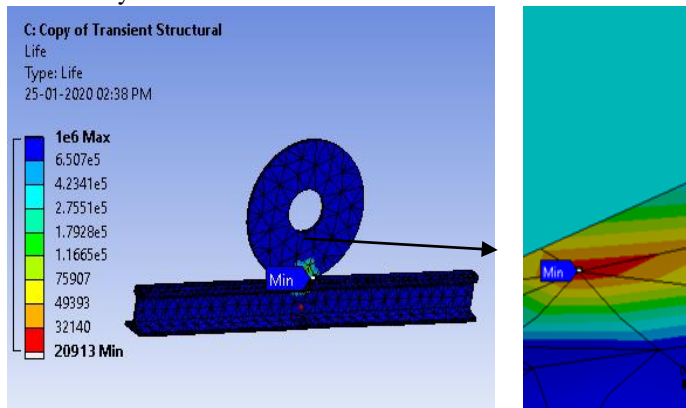 C: Copy of Transient Structural
Life
Type: Life
25-01-2020 02:38 PM
1e6 Max
6.507e5
4.2341e5
2.7551e5
1.7928e5
1.1665e5
75907
49393
32140
20913 Min
Min
Min